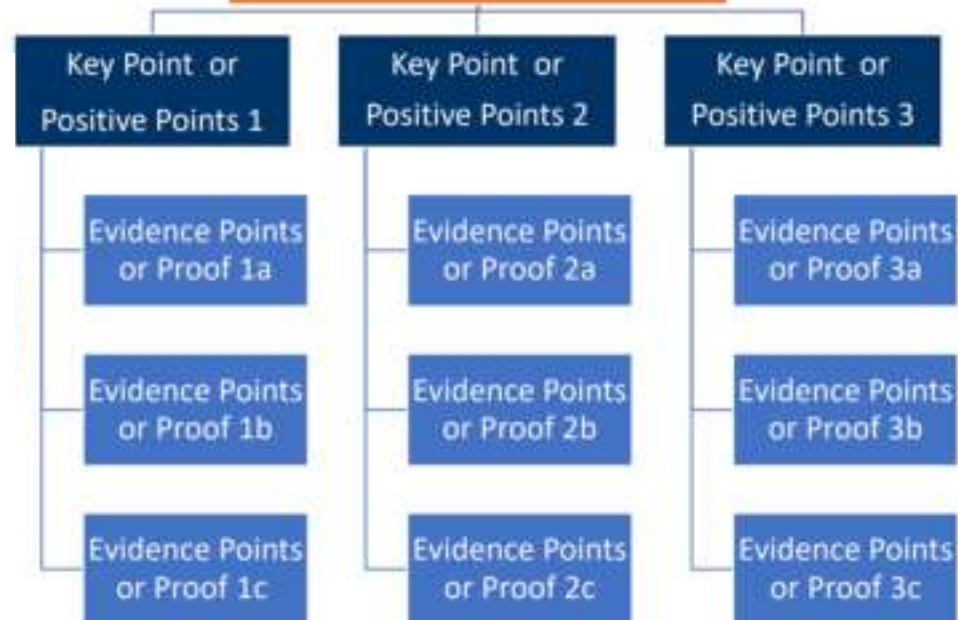 Key Point or
Positive Points 1
Key Point or
Positive Points 2
Key Point or
Positive Points 3
Evidence Points
or Proof 1a
Evidence Points
or Proof 2a
Evidence Points
or Proof 3a
Evidence Points
or Proof 1b
Evidence Points
or Proof 2b
Evidence Points
or Proof 3b
Evidence Points
or Proof 1c
Evidence Points
or Proof 2c
Evidence Points
or Proof 3c